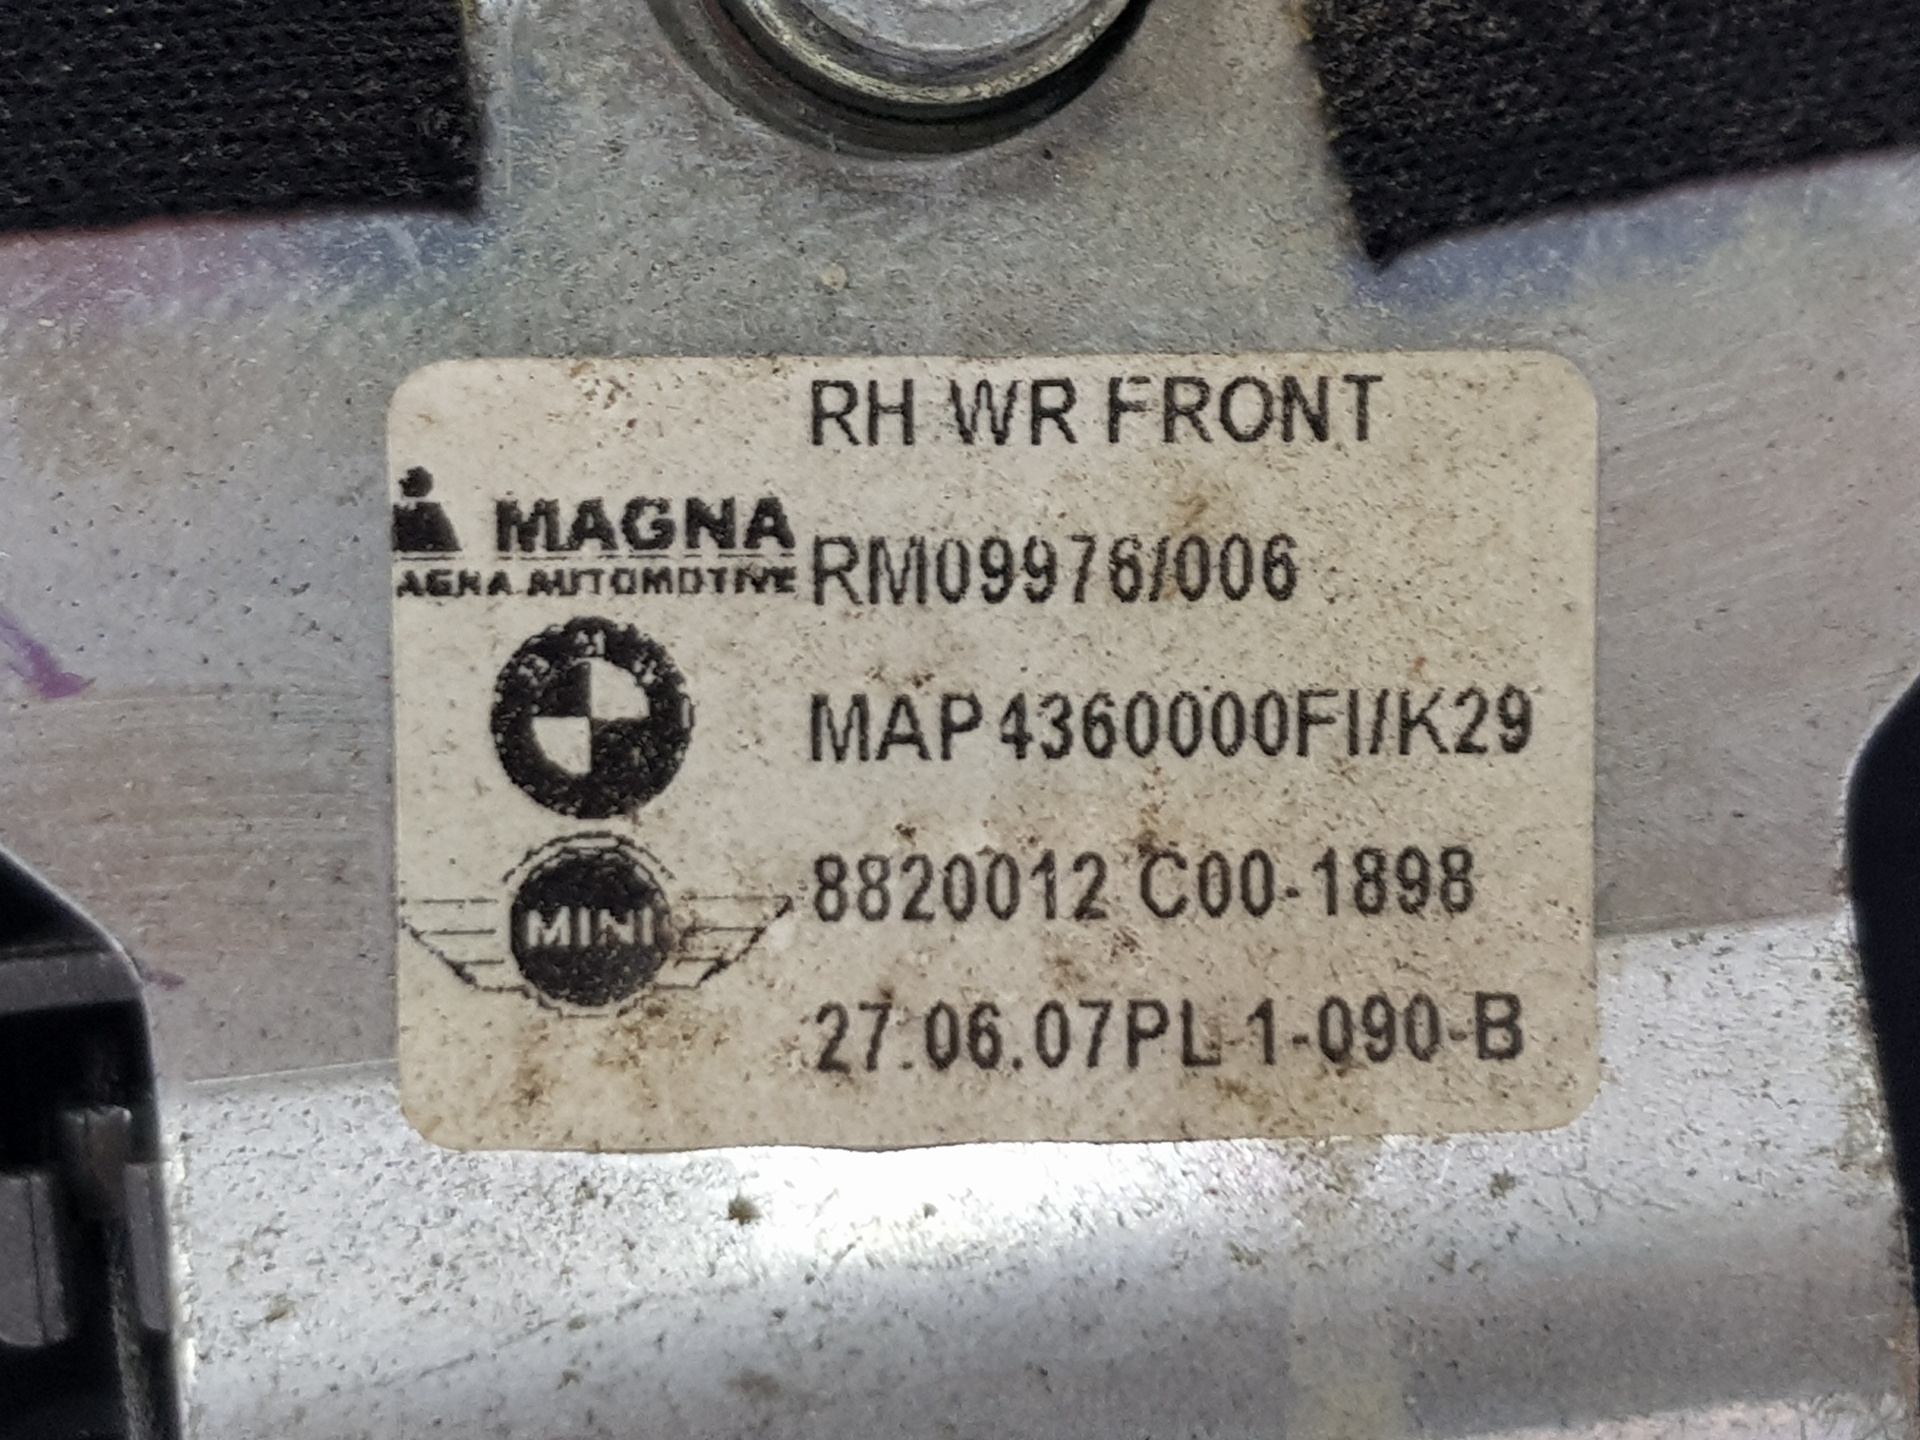 RH WR FRONT
MAGNA
AGNA AUTOMOTIVE
RM09976/006
MAP4360000FI/K29
8820012 C00-1898
MINI
27.06.07PL 1-090-B